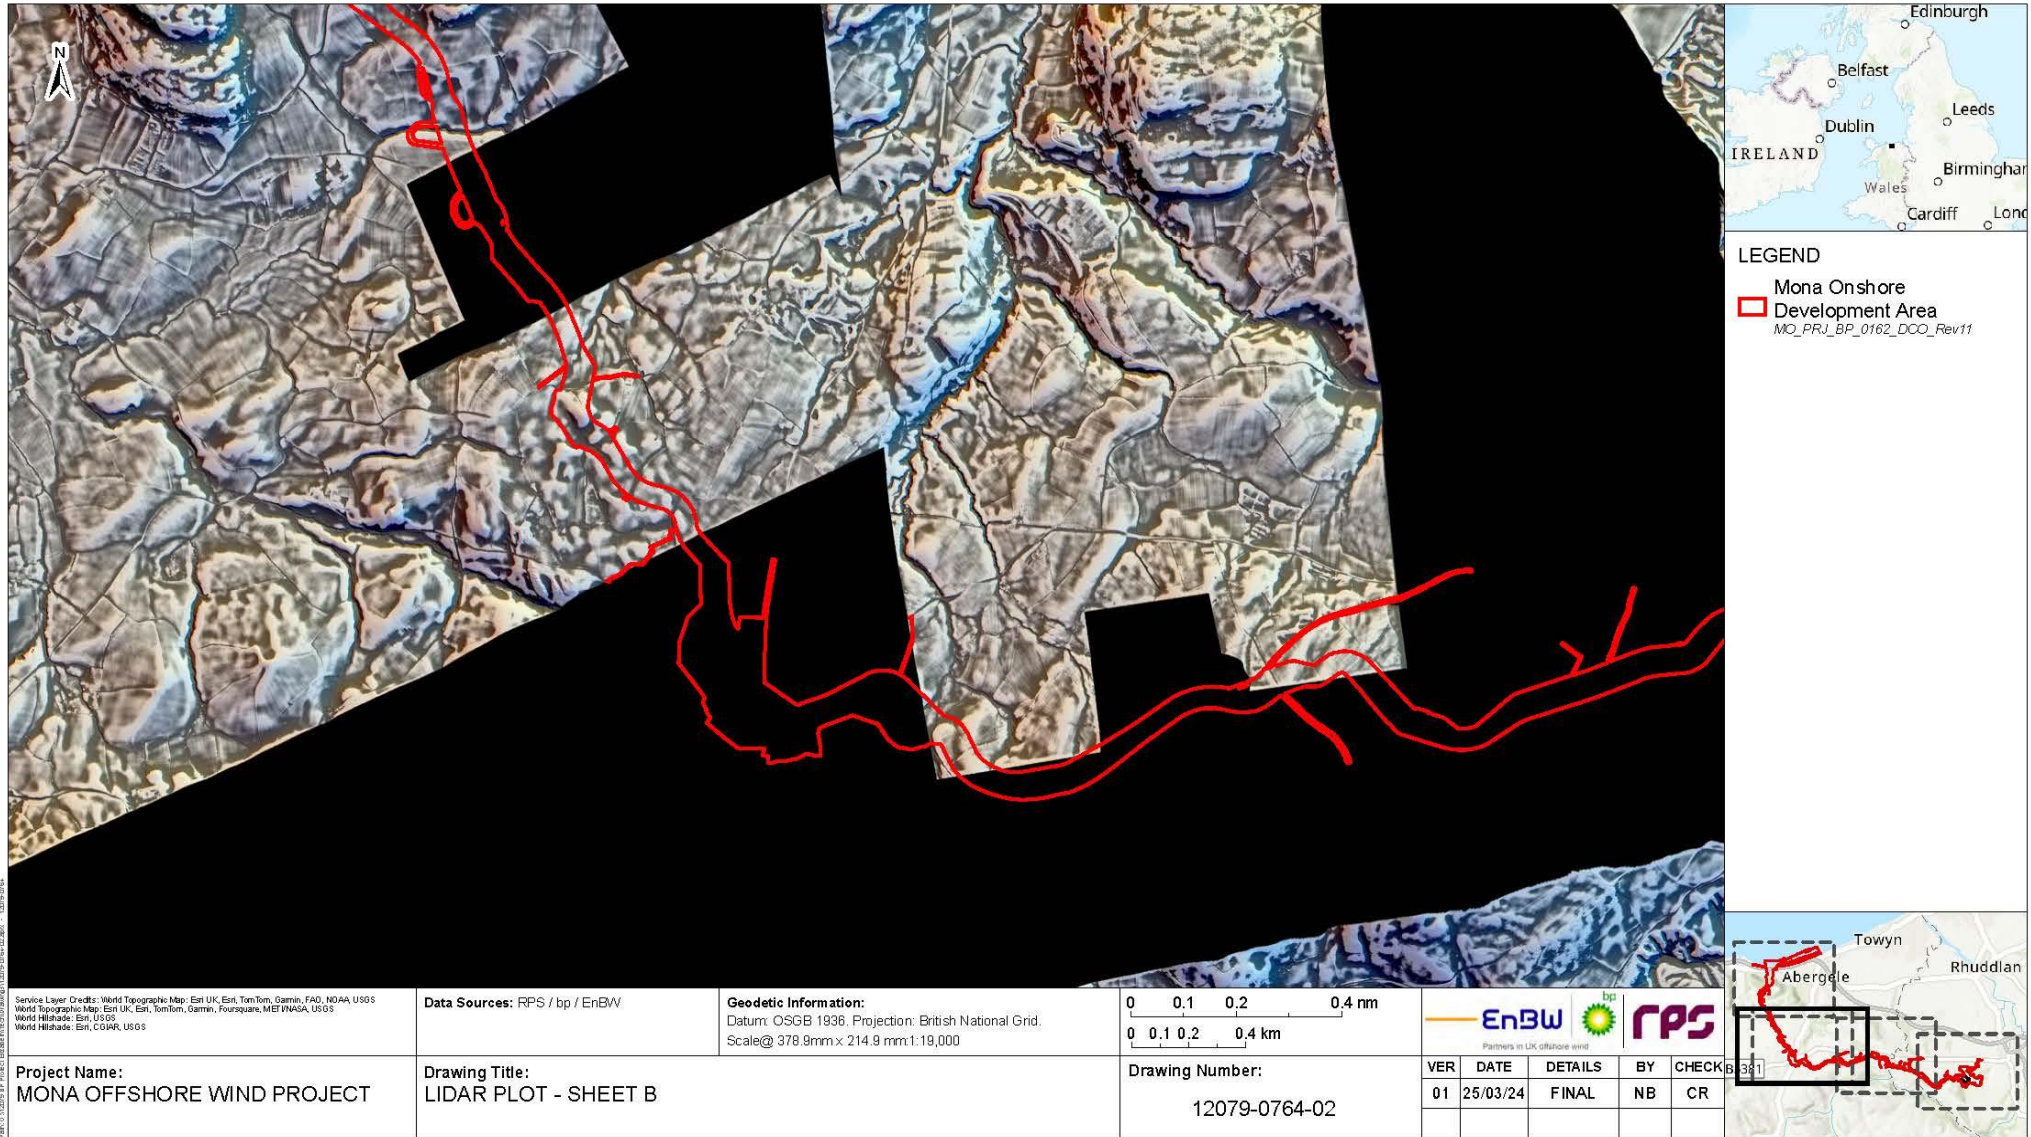 N
Edinburgh
Belfast
Leeds
Dublin
IRELAND
Birminghar
Wales
Cardiff
Lond
LEGEND
Mona Onshore
Development Area
MO_PRJ_BP_0162_DCO_Rev11
Towyn
Abergele
Rhuddlan
Service Layer Credits: World Topographic Map: Esri UK, Esri, TomTom, Garmin, FAO, NOAA, USGS
World Topographic Map: Esri UK, Esri, TomTom, Garmin, Foursquare, METI/NASA, USGS
World Hillshade: Esri, USGS
World Hillshade: Esri, CGIAR, USGS
Data Sources: RPS / bp / EnBW
Geodetic Information:
Datum: OSGB 1936. Projection: British National Grid.
Scale@ 378.9mm x 214.9 mm:1:19,000
0 0.1 0.2 0.4 nm
0 0.1 0.2 0.4 km
EnBW bp rps
Partners in UK offshore wind
Project Name:
MONA OFFSHORE WIND PROJECT
Drawing Title:
LIDAR PLOT - SHEET B
Drawing Number:
12079-0764-02
VER DATE DETAILS BY CHECK
01 25/03/24 FINAL NB CR